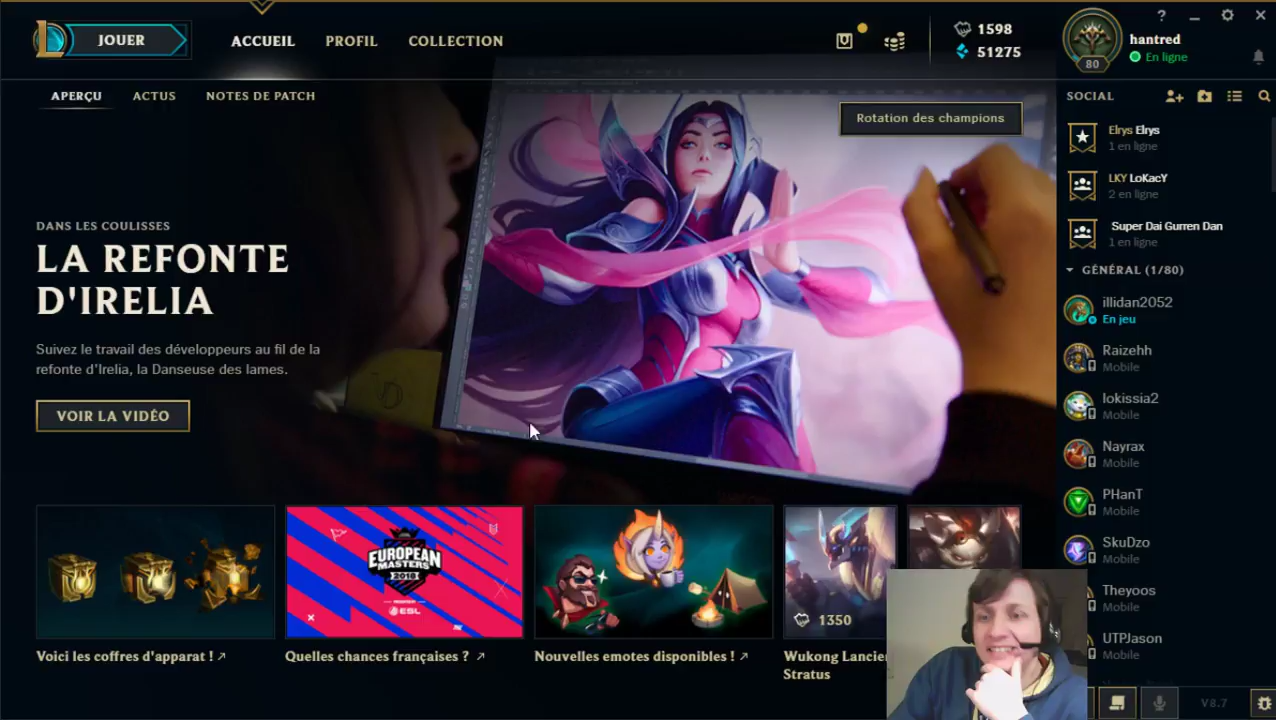 JOUER
ACCUEIL
PROFIL
COLLECTION
1598
51275
?
80
hantred
En ligne
APERÇU
ACTUS
NOTES DE PATCH
Rotation des champions
SOCIAL
Elrys Elrys
1 en ligne
LKY LoKacY
2 en ligne
Super Dai Gurren Dan
1 en ligne
GÉNÉRAL (1/80)
illidan2052
En jeu
Raizehh
Mobile
lokissia2
Mobile
Nayrax
Mobile
PHanT
Mobile
SkuDzo
Mobile
Theyoos
Mobile
UTPJason
Mobile
DANS LES COULISSES
LA REFONTE
D'IRELIA
Suivez le travail des développeurs au fil de la
refonte d'Irelia, la Danseuse des lames.
VOIR LA VIDÉO
EUROPEAN
MASTERS
2018
ESL
1350
Voici les coffres d'apparat !
Quelles chances françaises ?
Nouvelles emotes disponibles !
Wukong Lancier
Stratus
V8.7